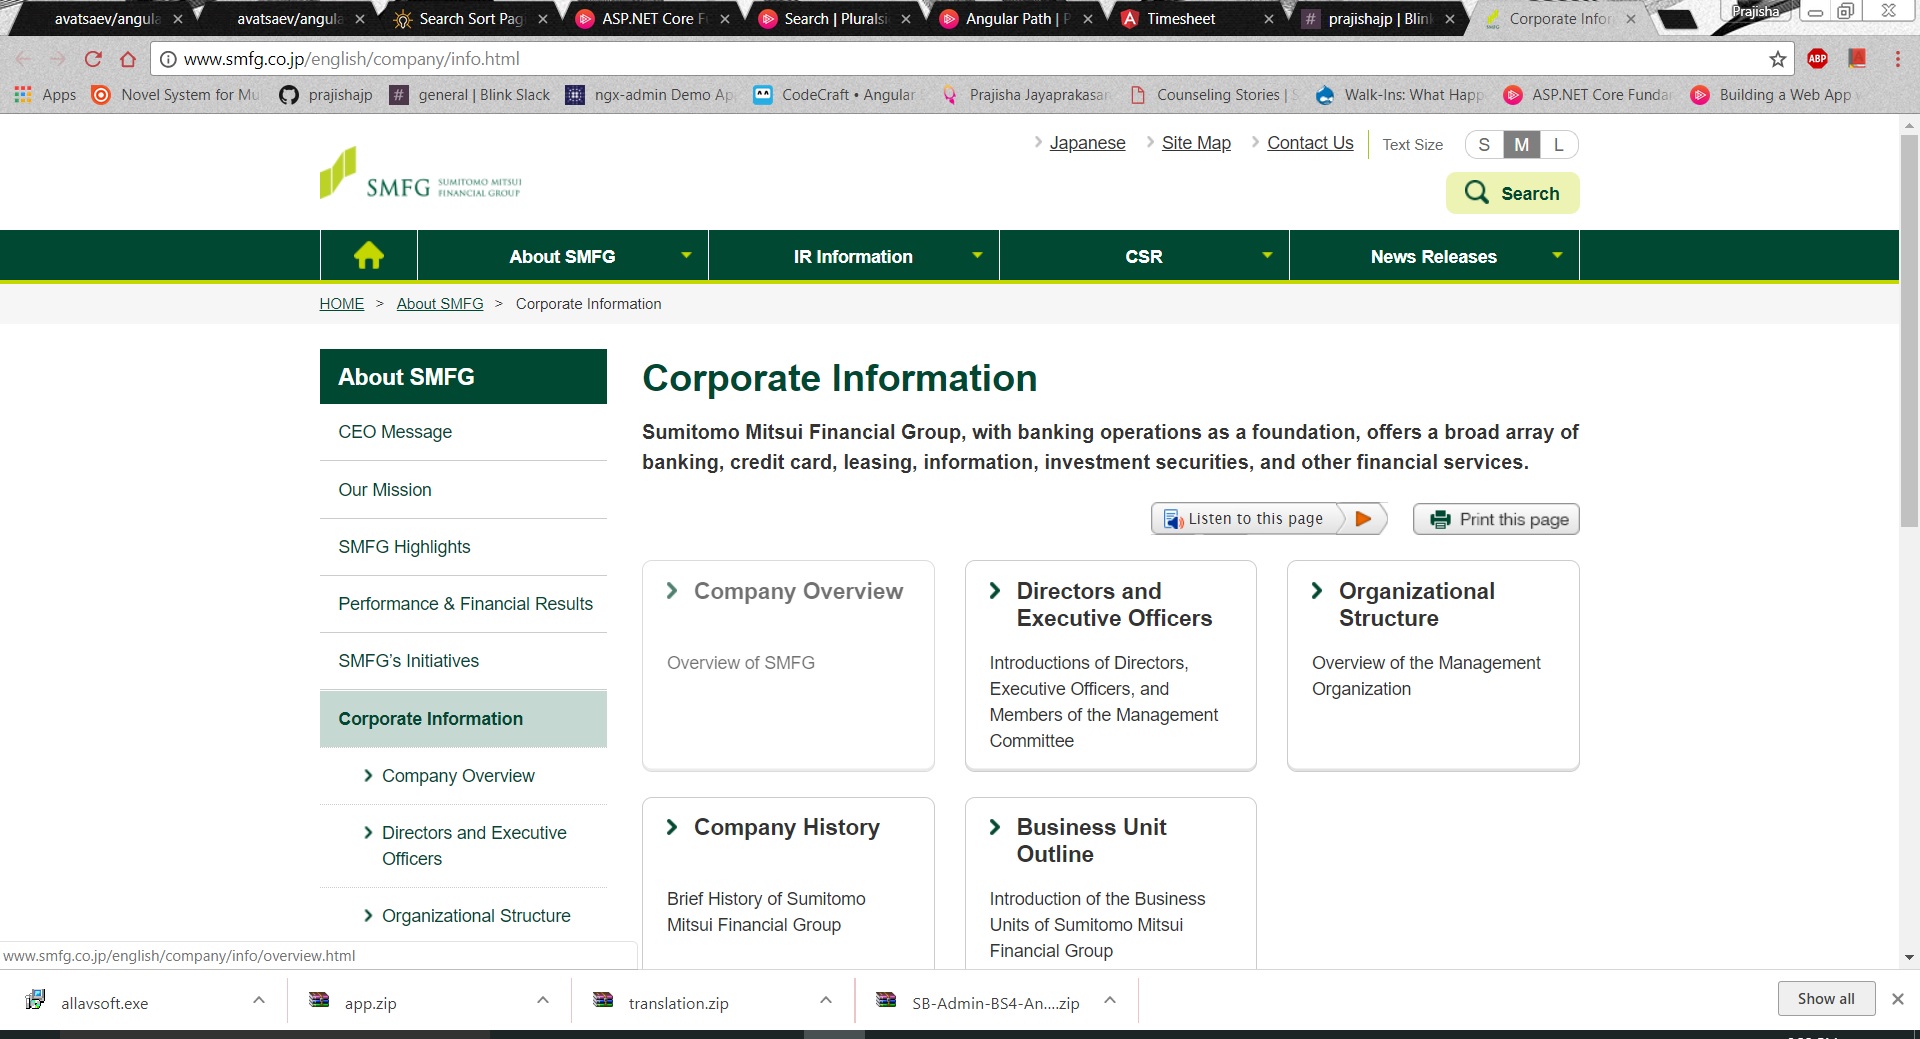 avatsaev/angula
avatsaev/angula
Search Sort Pag
ASP.NET Core F
Search | Pluralsi
Angular Path | P
Timesheet
prajishajp | Blink
Corporate Infor
Prajisha
www.smfg.co.jp/english/company/info.html
ABP
Apps
Novel System for Mu
prajishajp
general | Blink Slack
ngx-admin Demo Ap
CodeCraft • Angular
Prajisha Jayaprakasan
Counseling Stories | S
Walk-Ins: What Happ
ASP.NET Core Funda
Building a Web App w
Japanese
Site Map
Contact Us
Text Size
S
M
L
SMFG SUMITOMO MITSUI
FINANCIAL GROUP
Search
About SMFG
IR Information
CSR
News Releases
HOME > About SMFG > Corporate Information
About SMFG
CEO Message
Our Mission
SMFG Highlights
Performance & Financial Results
SMFG's Initiatives
Corporate Information
Company Overview
Directors and Executive
Officers
Organizational Structure
Corporate Information
Sumitomo Mitsui Financial Group, with banking operations as a foundation, offers a broad array of
banking, credit card, leasing, information, investment securities, and other financial services.
Listen to this page
Print this page
Company Overview
Overview of SMFG
Directors and
Executive Officers
Introductions of Directors,
Executive Officers, and
Members of the Management
Committee
Organizational
Structure
Overview of the Management
Organization
Company History
Brief History of Sumitomo
Mitsui Financial Group
Business Unit
Outline
Introduction of the Business
Units of Sumitomo Mitsui
Financial Group
www.smfg.co.jp/english/company/info/overview.html
allavsoft.exe
app.zip
translation.zip
SB-Admin-BS4-An....zip
Show all